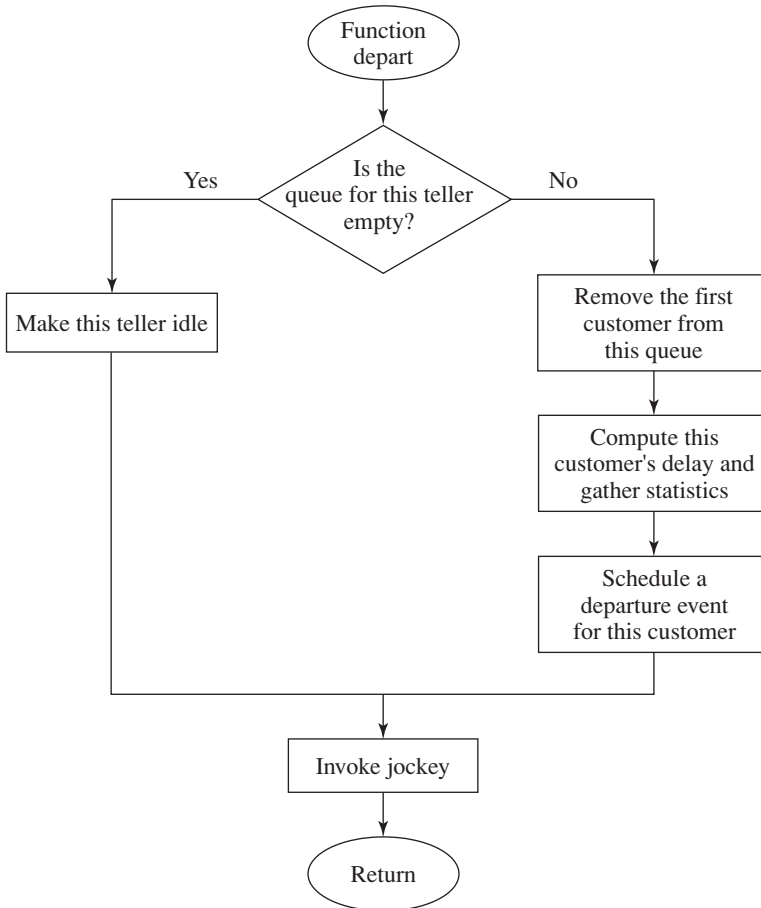 Function
depart
Is the
queue for this teller
empty?
Yes
No
Make this teller idle
Remove the first
customer from
this queue
Compute this
customer's delay and
gather statistics
Schedule a
departure event
for this customer
Invoke jockey
Return